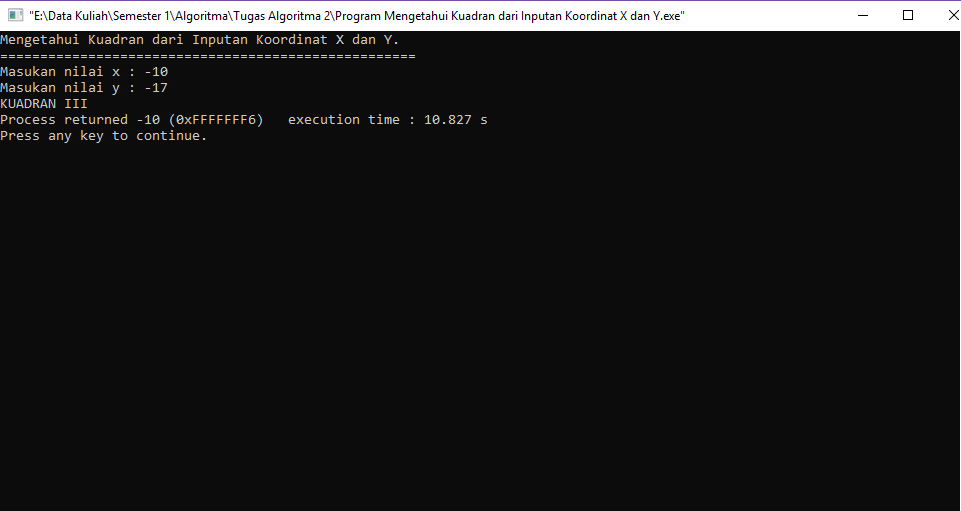 "E:\Data Kuliah\Semester 1\Algoritma\Tugas Algoritma 2\Program Mengetahui Kuadran dari Inputan Koordinat X dan Y.exe"
Mengetahui Kuadran dari Inputan Koordinat X dan Y.
====================================================
Masukan nilai x : -10
Masukan nilai y : -17
KUADRAN III
Process returned -10 (0xFFFFFFF6)   execution time : 10.827 s
Press any key to continue.